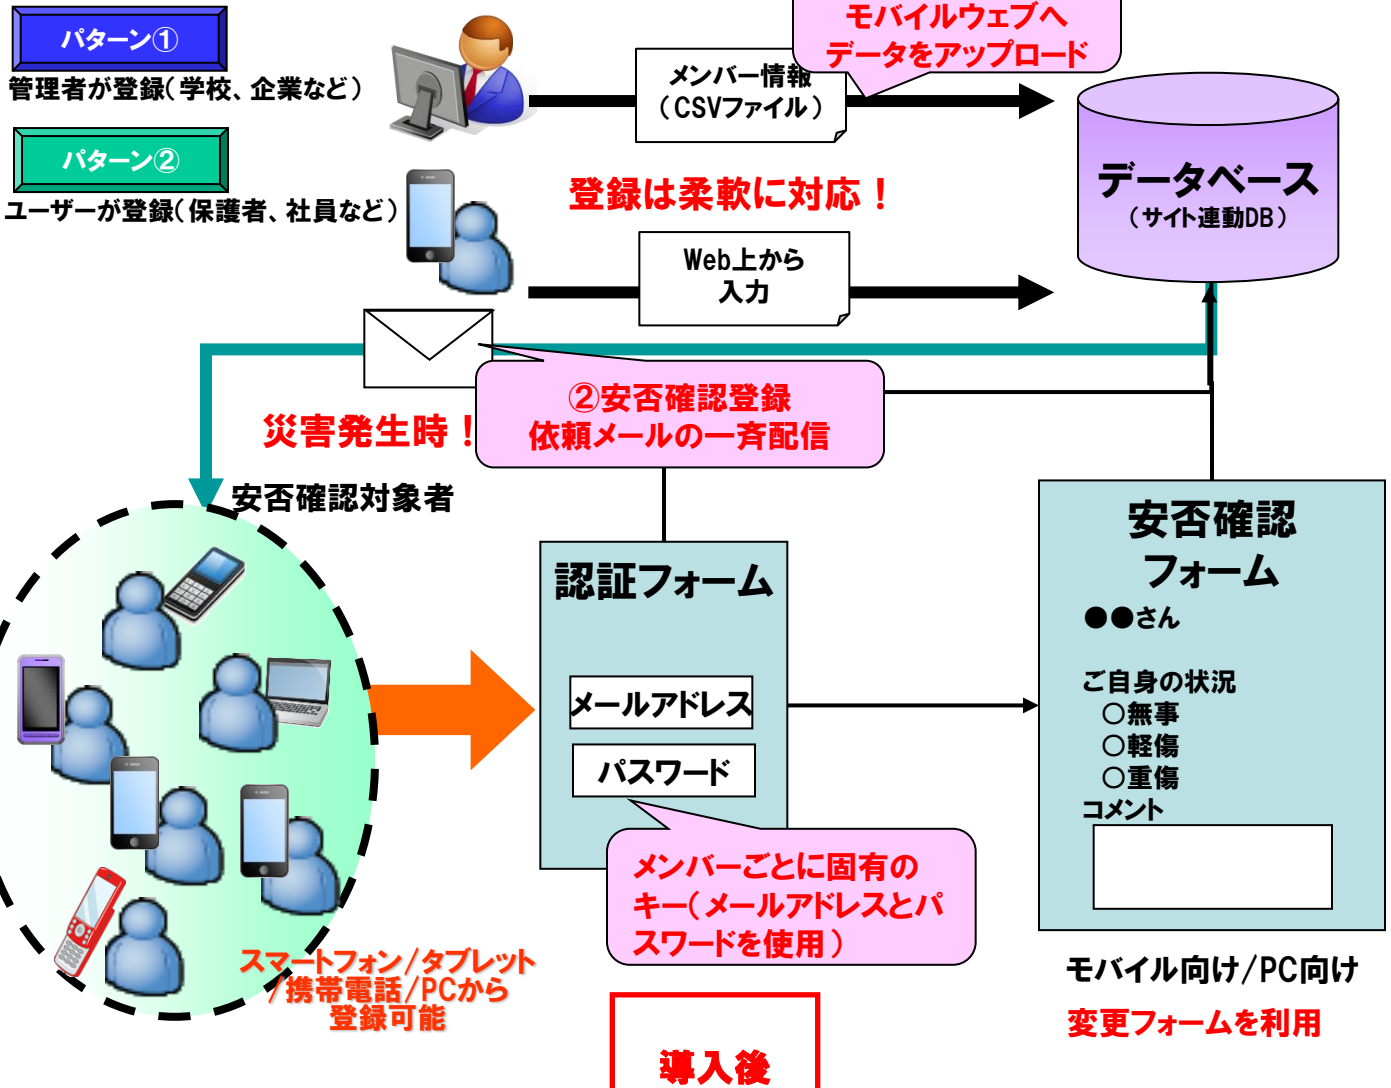 パターン①
管理者が登録(学校、企業など)
パターン②
ユーザーが登録(保護者、社員など)
モバイルウェブへ
データをアップロード
メンバー情報
(CSVファイル)
データベース
(サイト連動DB)
登録は柔軟に対応！
Web上から
入力
②安否確認登録
依頼メールの一斉配信
災害発生時！
安否確認対象者
認証フォーム
メールアドレス
パスワード
メンバーごとに固有の
キー(メールアドレスとパ
スワードを使用)
安否確認
フォーム
●●さん
ご自身の状況
○無事
○軽傷
○重傷
コメント
スマートフォン/タブレット
/携帯電話/PCから
登録可能
モバイル向け/PC向け
変更フォームを利用
導入後